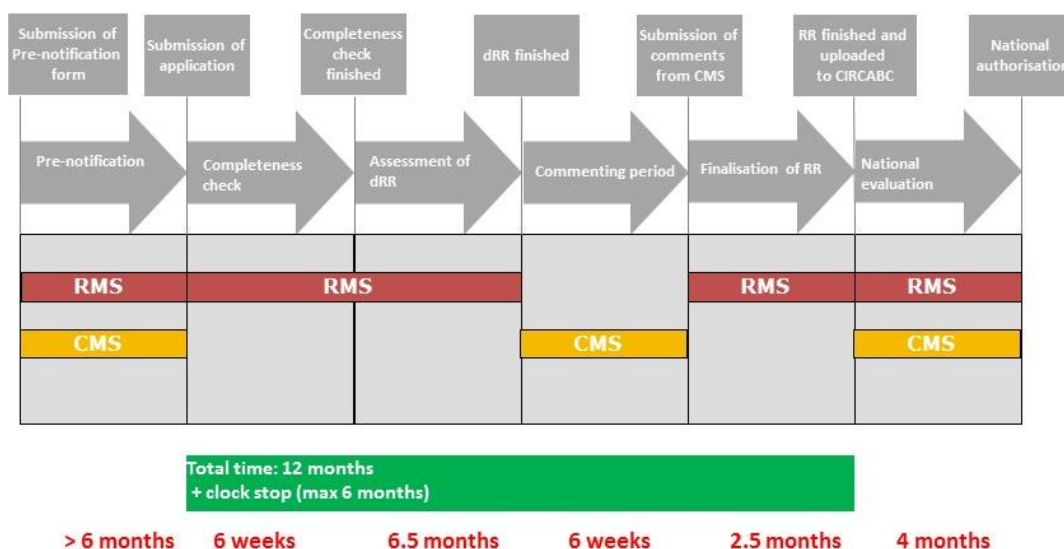 Submission of
Pre-notification
form
Submission of
application
Completeness
check
finished
dRR finished
Submission of
comments
from CMS
RR finished and
uploaded
to CIRCABC
National
authorisation
Pre-notification
Completeness
check
Assessment of
dRR
Commenting period
Finalisation of RR
National
evaluation
RMS
RMS
RMS
RMS
CMS
CMS
CMS
Total time: 12 months
+ clock stop (max 6 months)
> 6 months
6 weeks
6.5 months
6 weeks
2.5 months
4 months